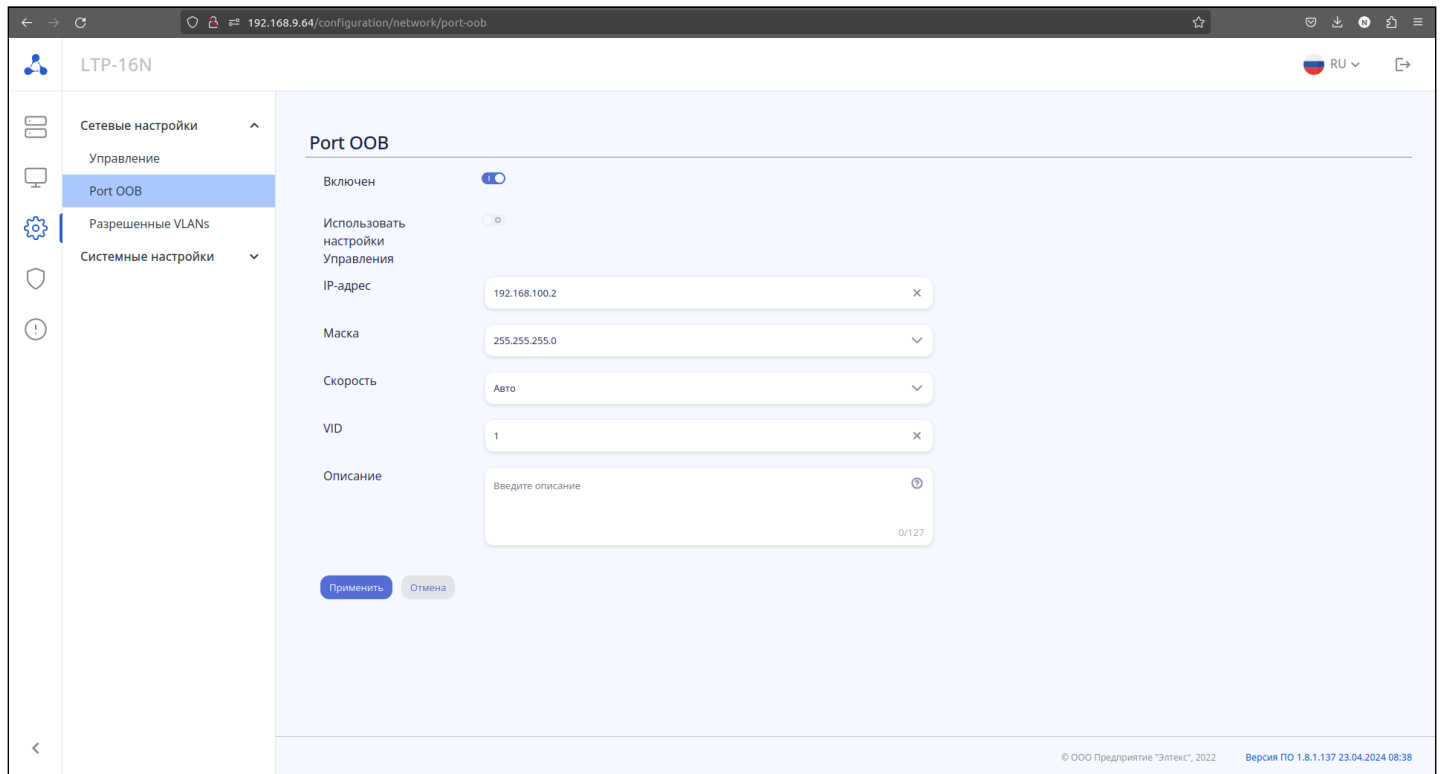 192.168.9.64/configuration/network/port-oob
LTP-16N
RU
Сетевые настройки
Управление
Port OOB
Разрешенные VLANs
Системные настройки
Port OOB
Включен
Использовать
настройки
Управления
IP-адрес
192.168.100.2
Маска
255.255.255.0
Скорость
Авто
VID
1
Описание
Введите описание
0/127
Применить Отмена
© ООО Предприятие "Элтекс", 2022 Версия ПО 1.8.1.137 23.04.2024 08:38